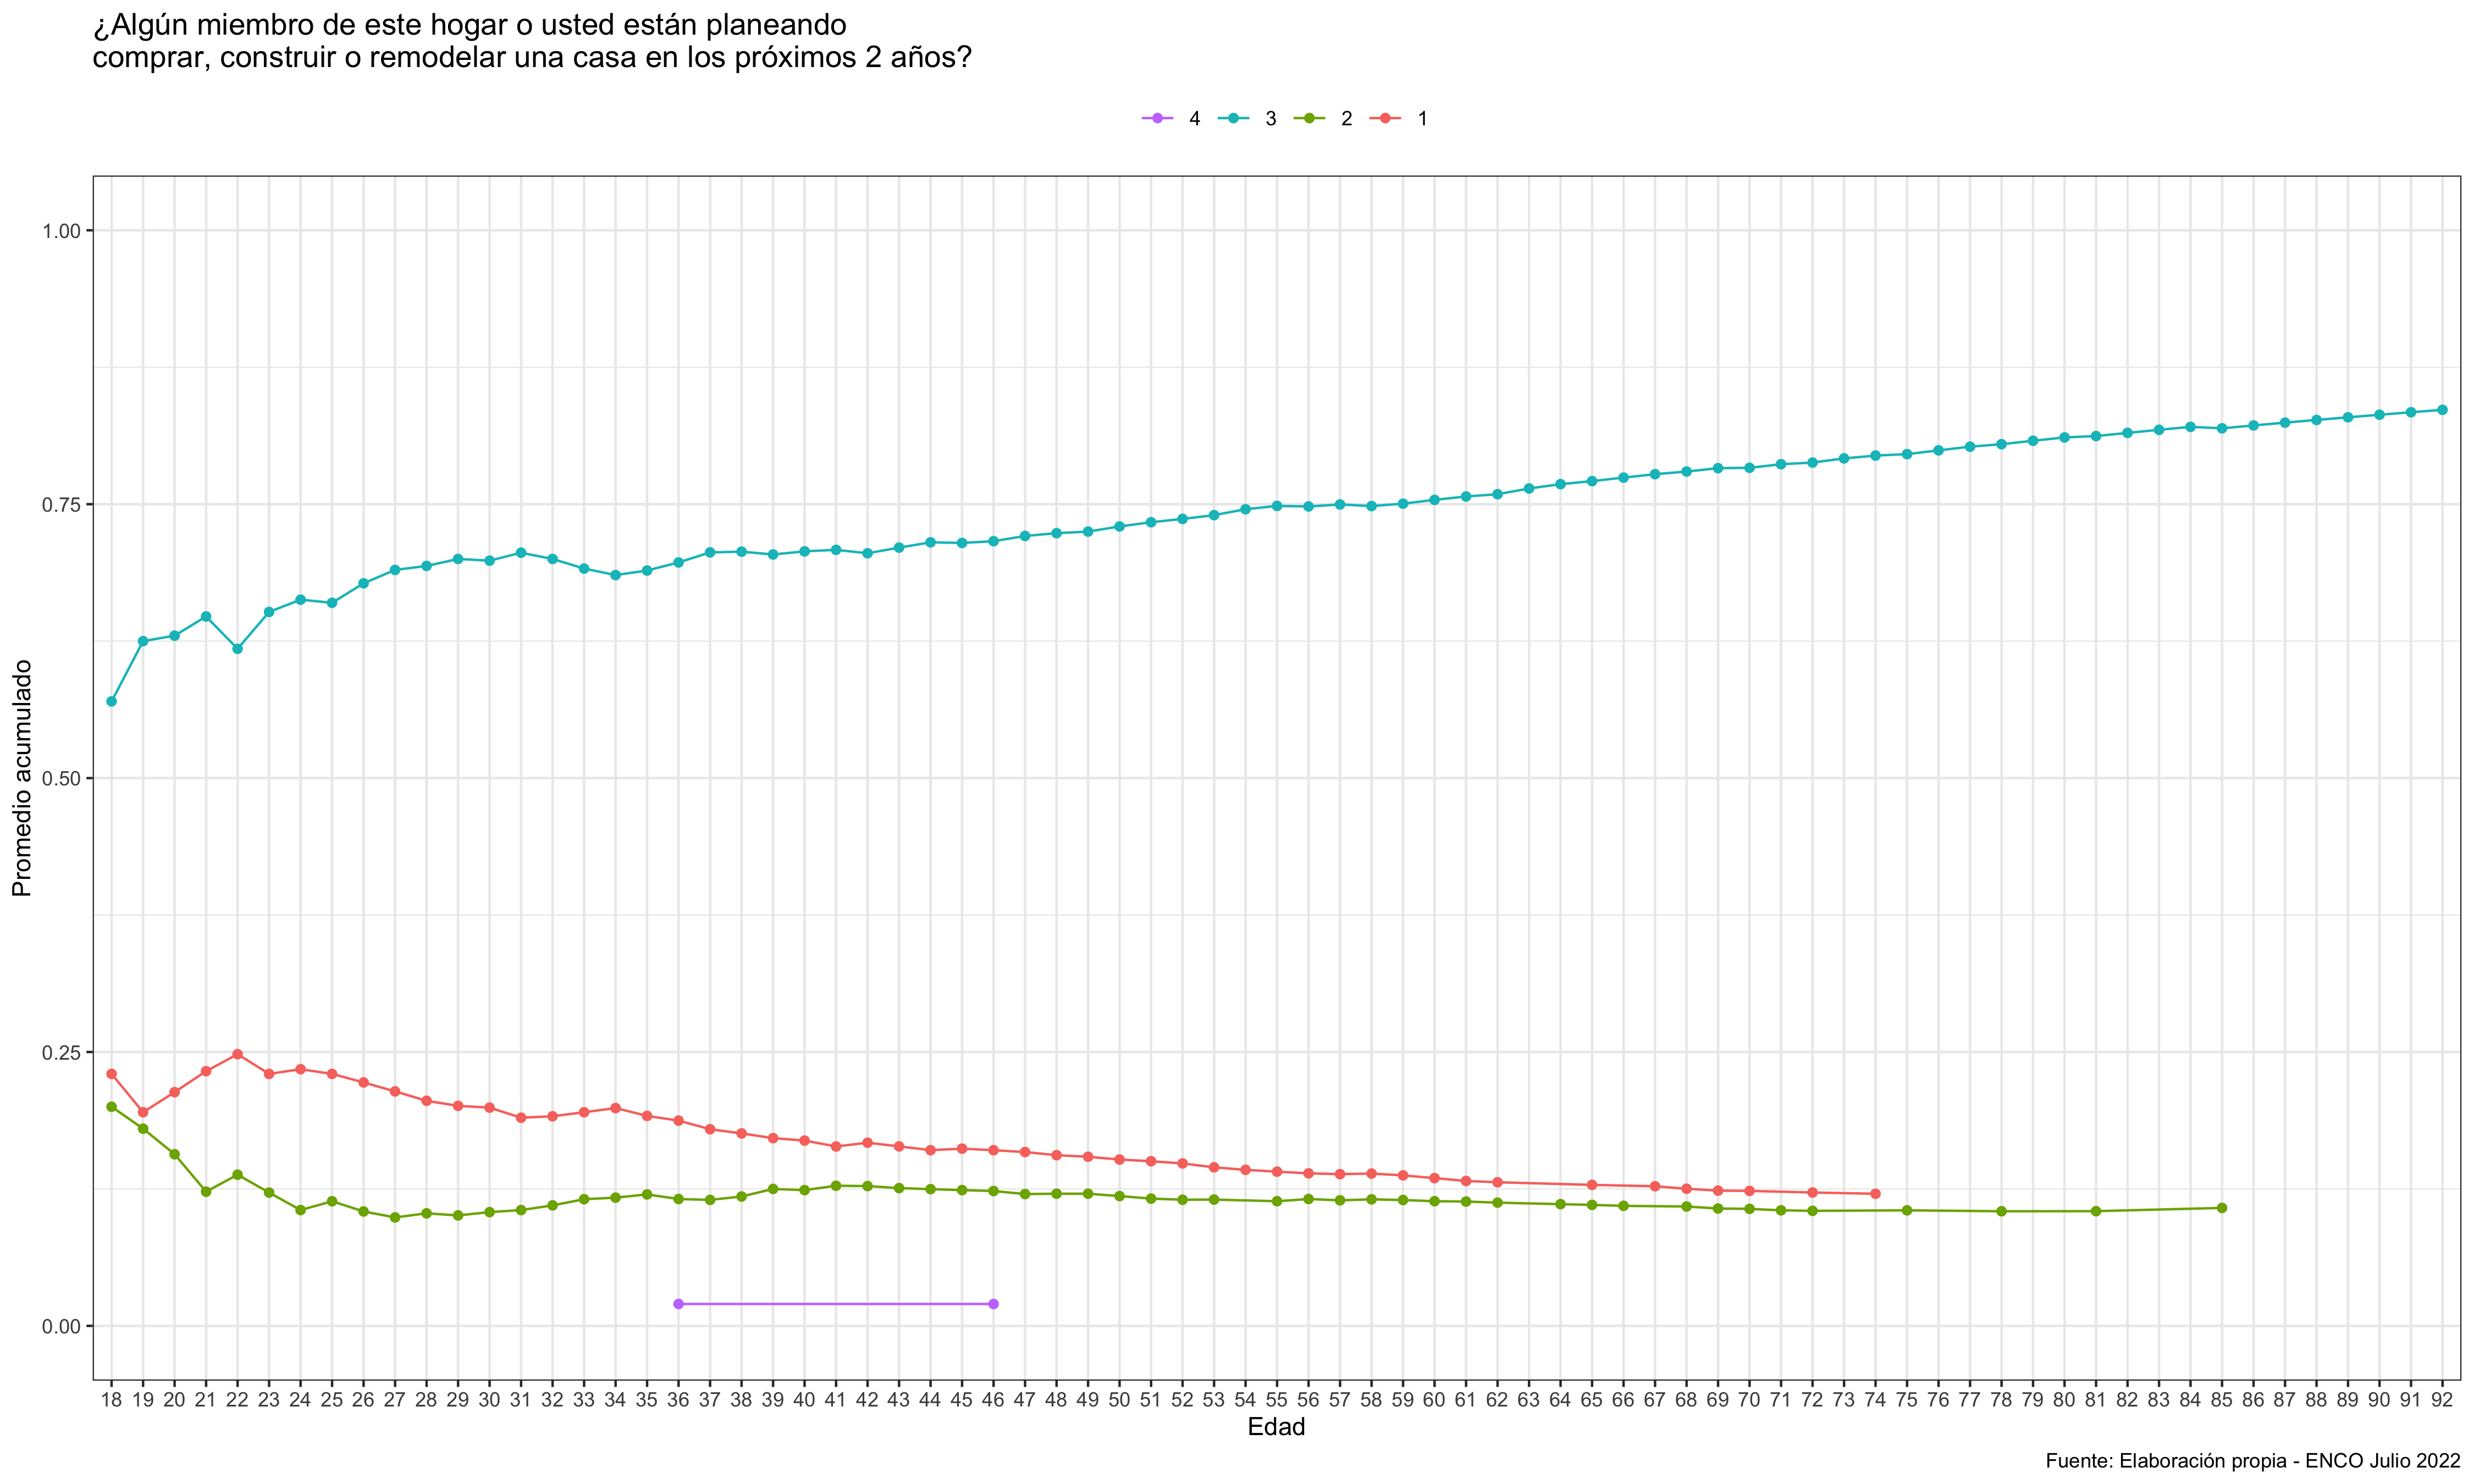 ¿Algún miembro de este hogar o usted están planeando
comprar, construir o remodelar una casa en los próximos 2 años?
4 3 2 1
Promedio acumulado
1.00
0.75
0.50
0.25
0.00
18 19 20 21 22 23 24 25 26 27 28 29 30 31 32 33 34 35 36 37 38 39 40 41 42 43 44 45 46 47 48 49 50 51 52 53 54 55 56 57 58 59 60 61 62 63 64 65 66 67 68 69 70 71 72 73 74 75 76 77 78 79 80 81 82 83 84 85 86 87 88 89 90 91 92
Edad
Fuente: Elaboración propia - ENCO Julio 2022